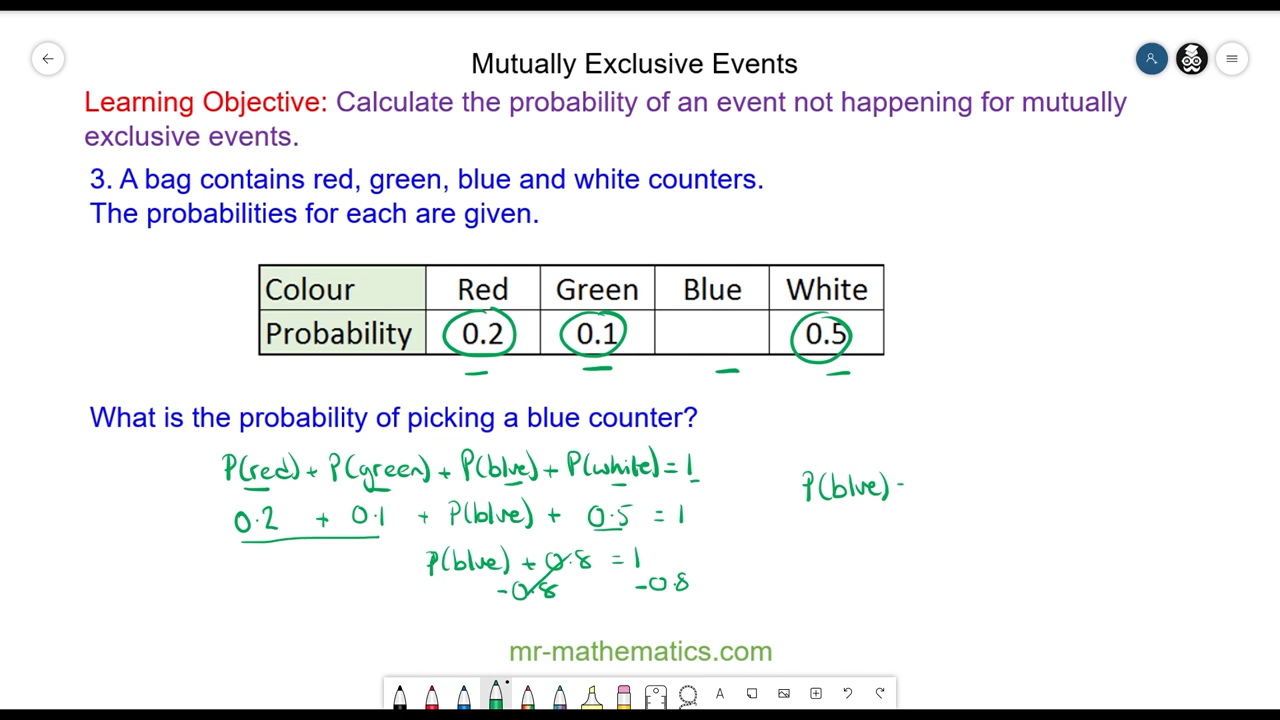 Mutually Exclusive Events
Learning Objective: Calculate the probability of an event not happening for mutually
exclusive events.
3. A bag contains red, green, blue and white counters.
The probabilities for each are given.
Colour Red Green Blue White
Probability 0.2 0.1 0.5
What is the probability of picking a blue counter?
P(red) + P(green) + P(blue) + P(white) = 1
P(blue) -
0.2 + 0.1 + P(blue) + 0.5 = 1
P(blue) + 0.8 = 1
-0.8 -0.8
mr-mathematics.com
A